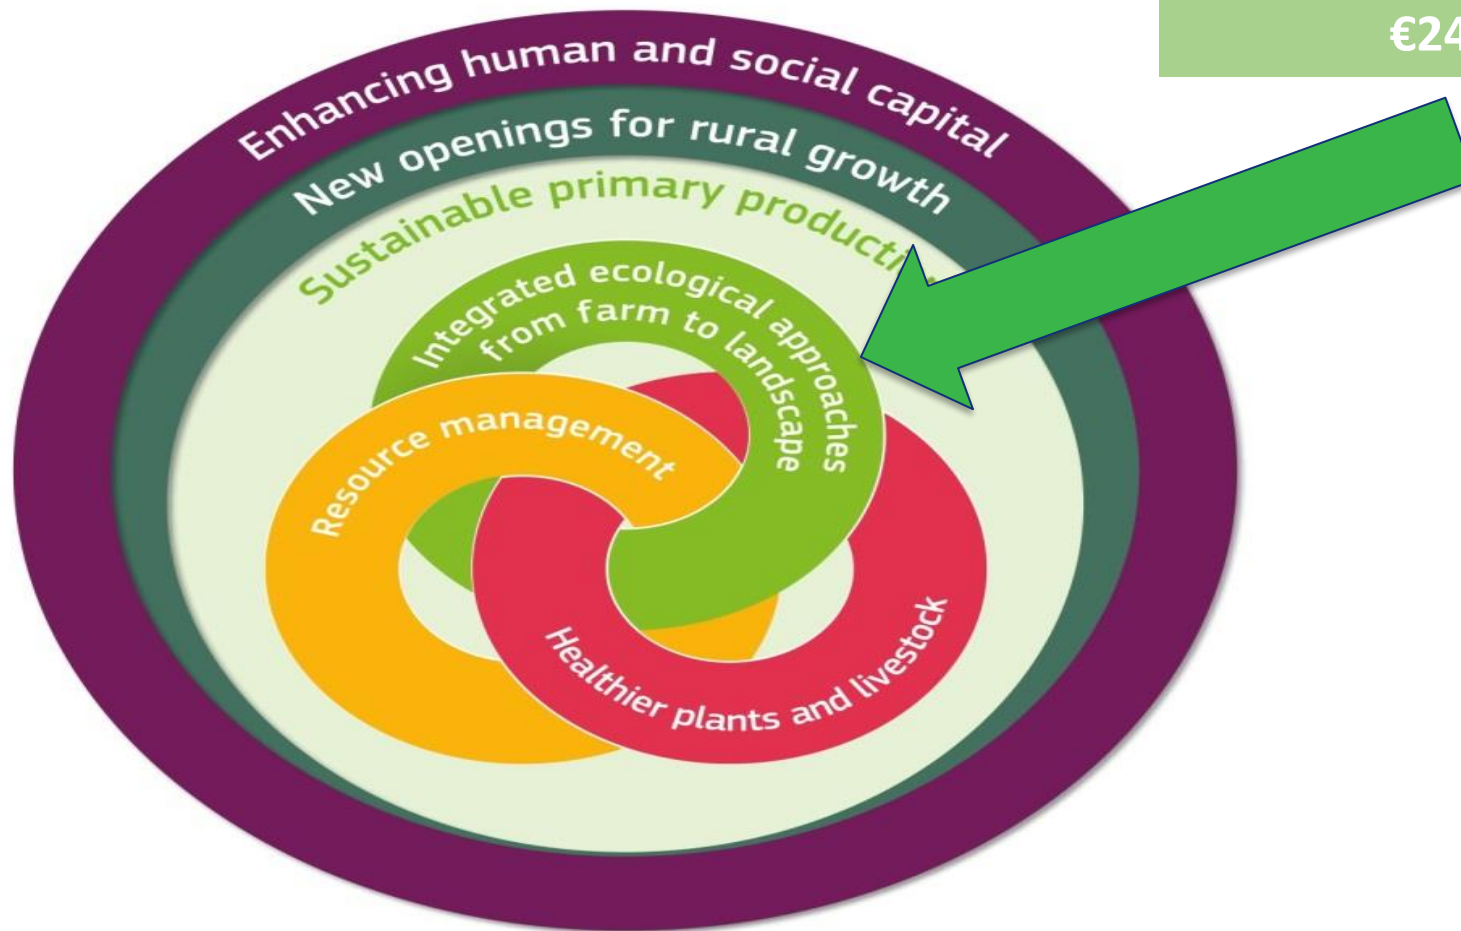 €24
Enhancing human and social capital
New openings for rural growth
Sustainable primary
Integrated ecological approaches
from farm to landscape
Resource management
Healthier plants and livestock